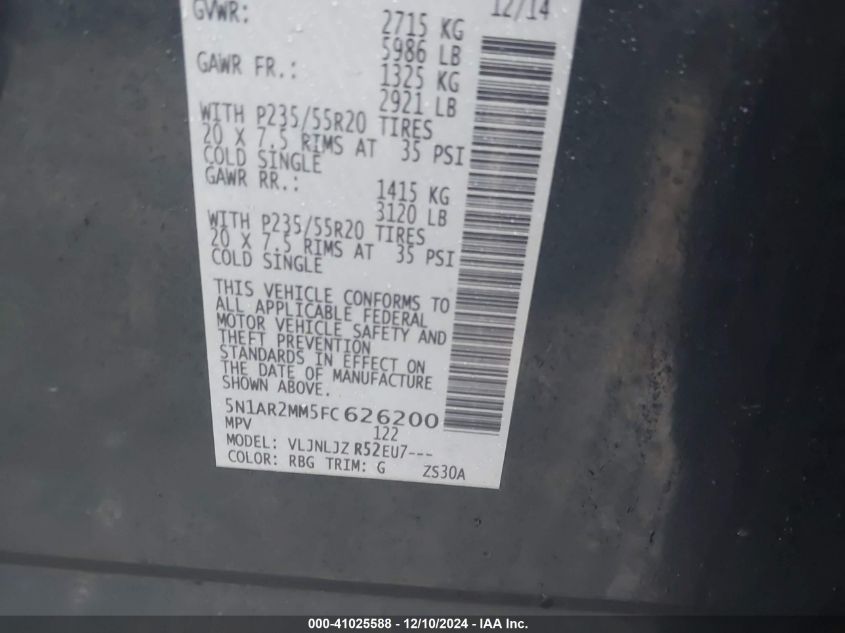 12/14
GVWR: 2715 KG
5986 LB
GAWR FR.: 1325 KG
2921 LB
WITH P235/55R20 TIRES
20 X 7.5 RIMS AT 35 PSI
COLD SINGLE
GAWR RR.: 1415 KG
3120 LB
WITH P235/55R20 TIRES
20 X 7.5 RIMS AT 35 PSI
COLD SINGLE
THIS VEHICLE CONFORMS TO
ALL APPLICABLE FEDERAL
MOTOR VEHICLE SAFETY AND
THEFT PREVENTION
STANDARDS IN EFFECT ON
THE DATE OF MANUFACTURE
SHOWN ABOVE.
5N1AR2MM5FC626200
MPV 122
MODEL: VLJNLJZ R52EU7---
COLOR: RBG TRIM: G ZS30A
000-41025588 - 12/10/2024 - IAA Inc.